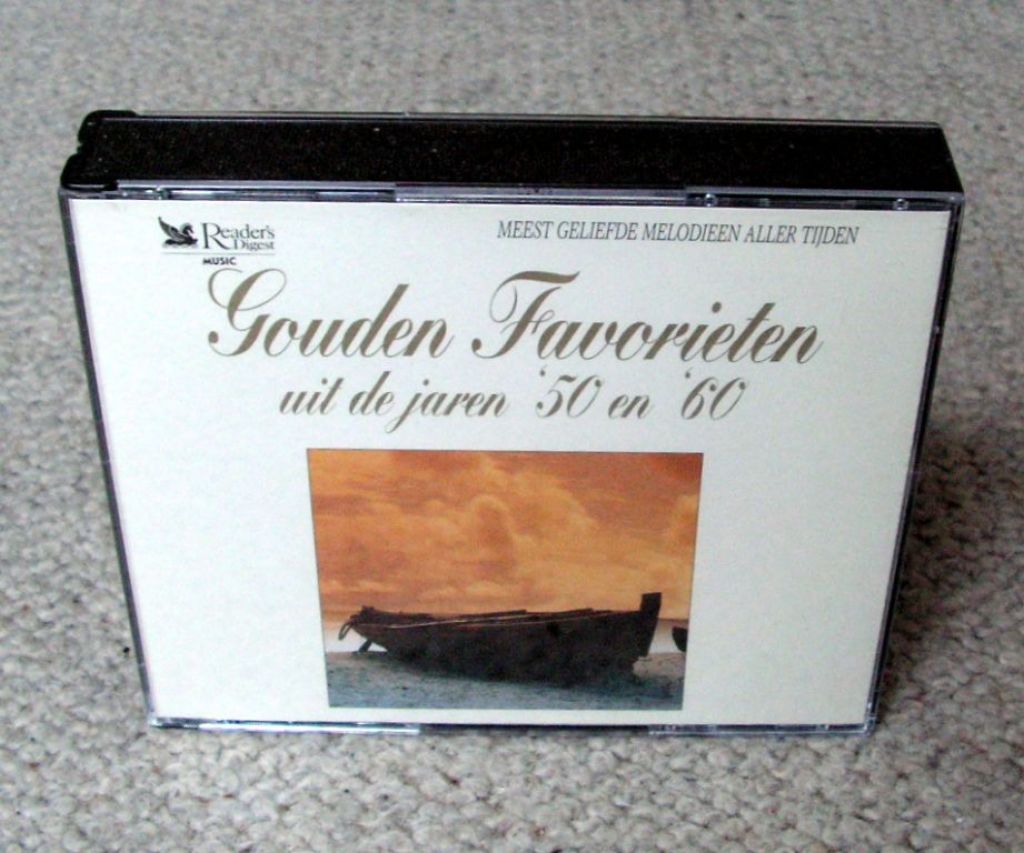 Reader's
Digest
MUSIC
MEEST GELIEFDE MELODIEEN ALLER TIJDEN
Gouden Favorieten
uit de jaren '50 en '60